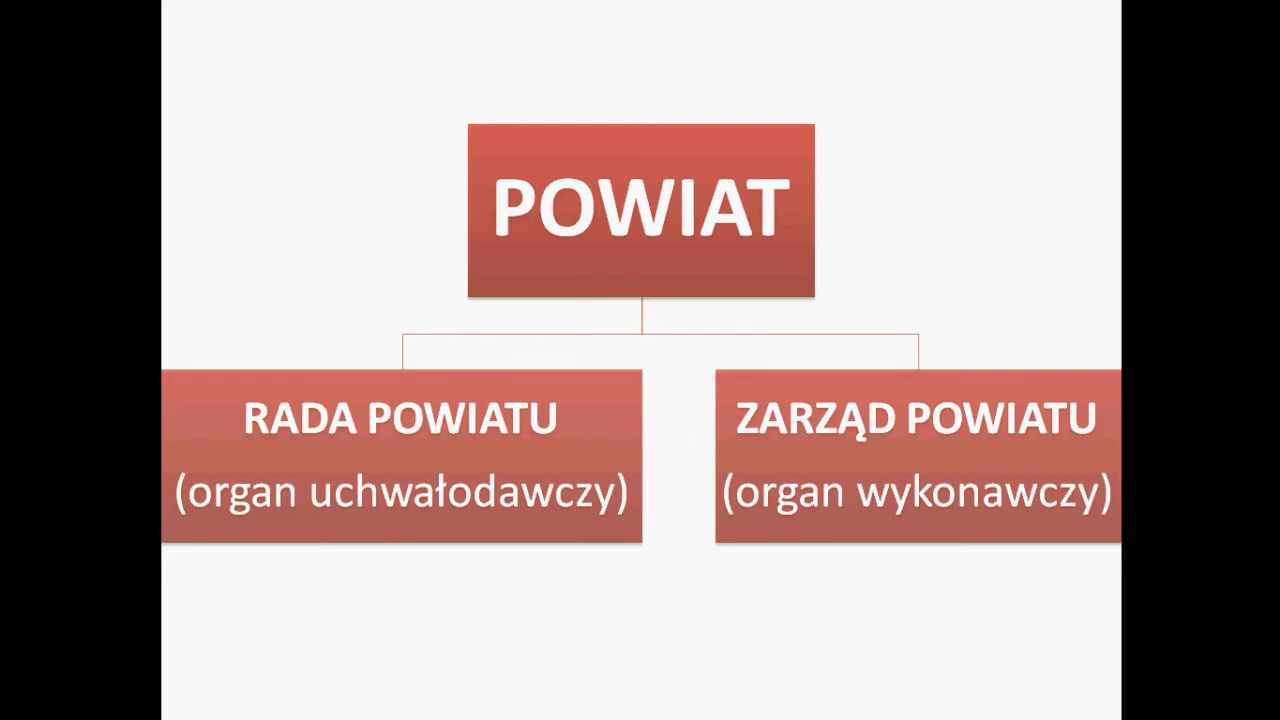 POWIAT
RADA POWIATU
(organ uchwałodawczy)
ZARZĄD POWIATU
(organ wykonawczy)